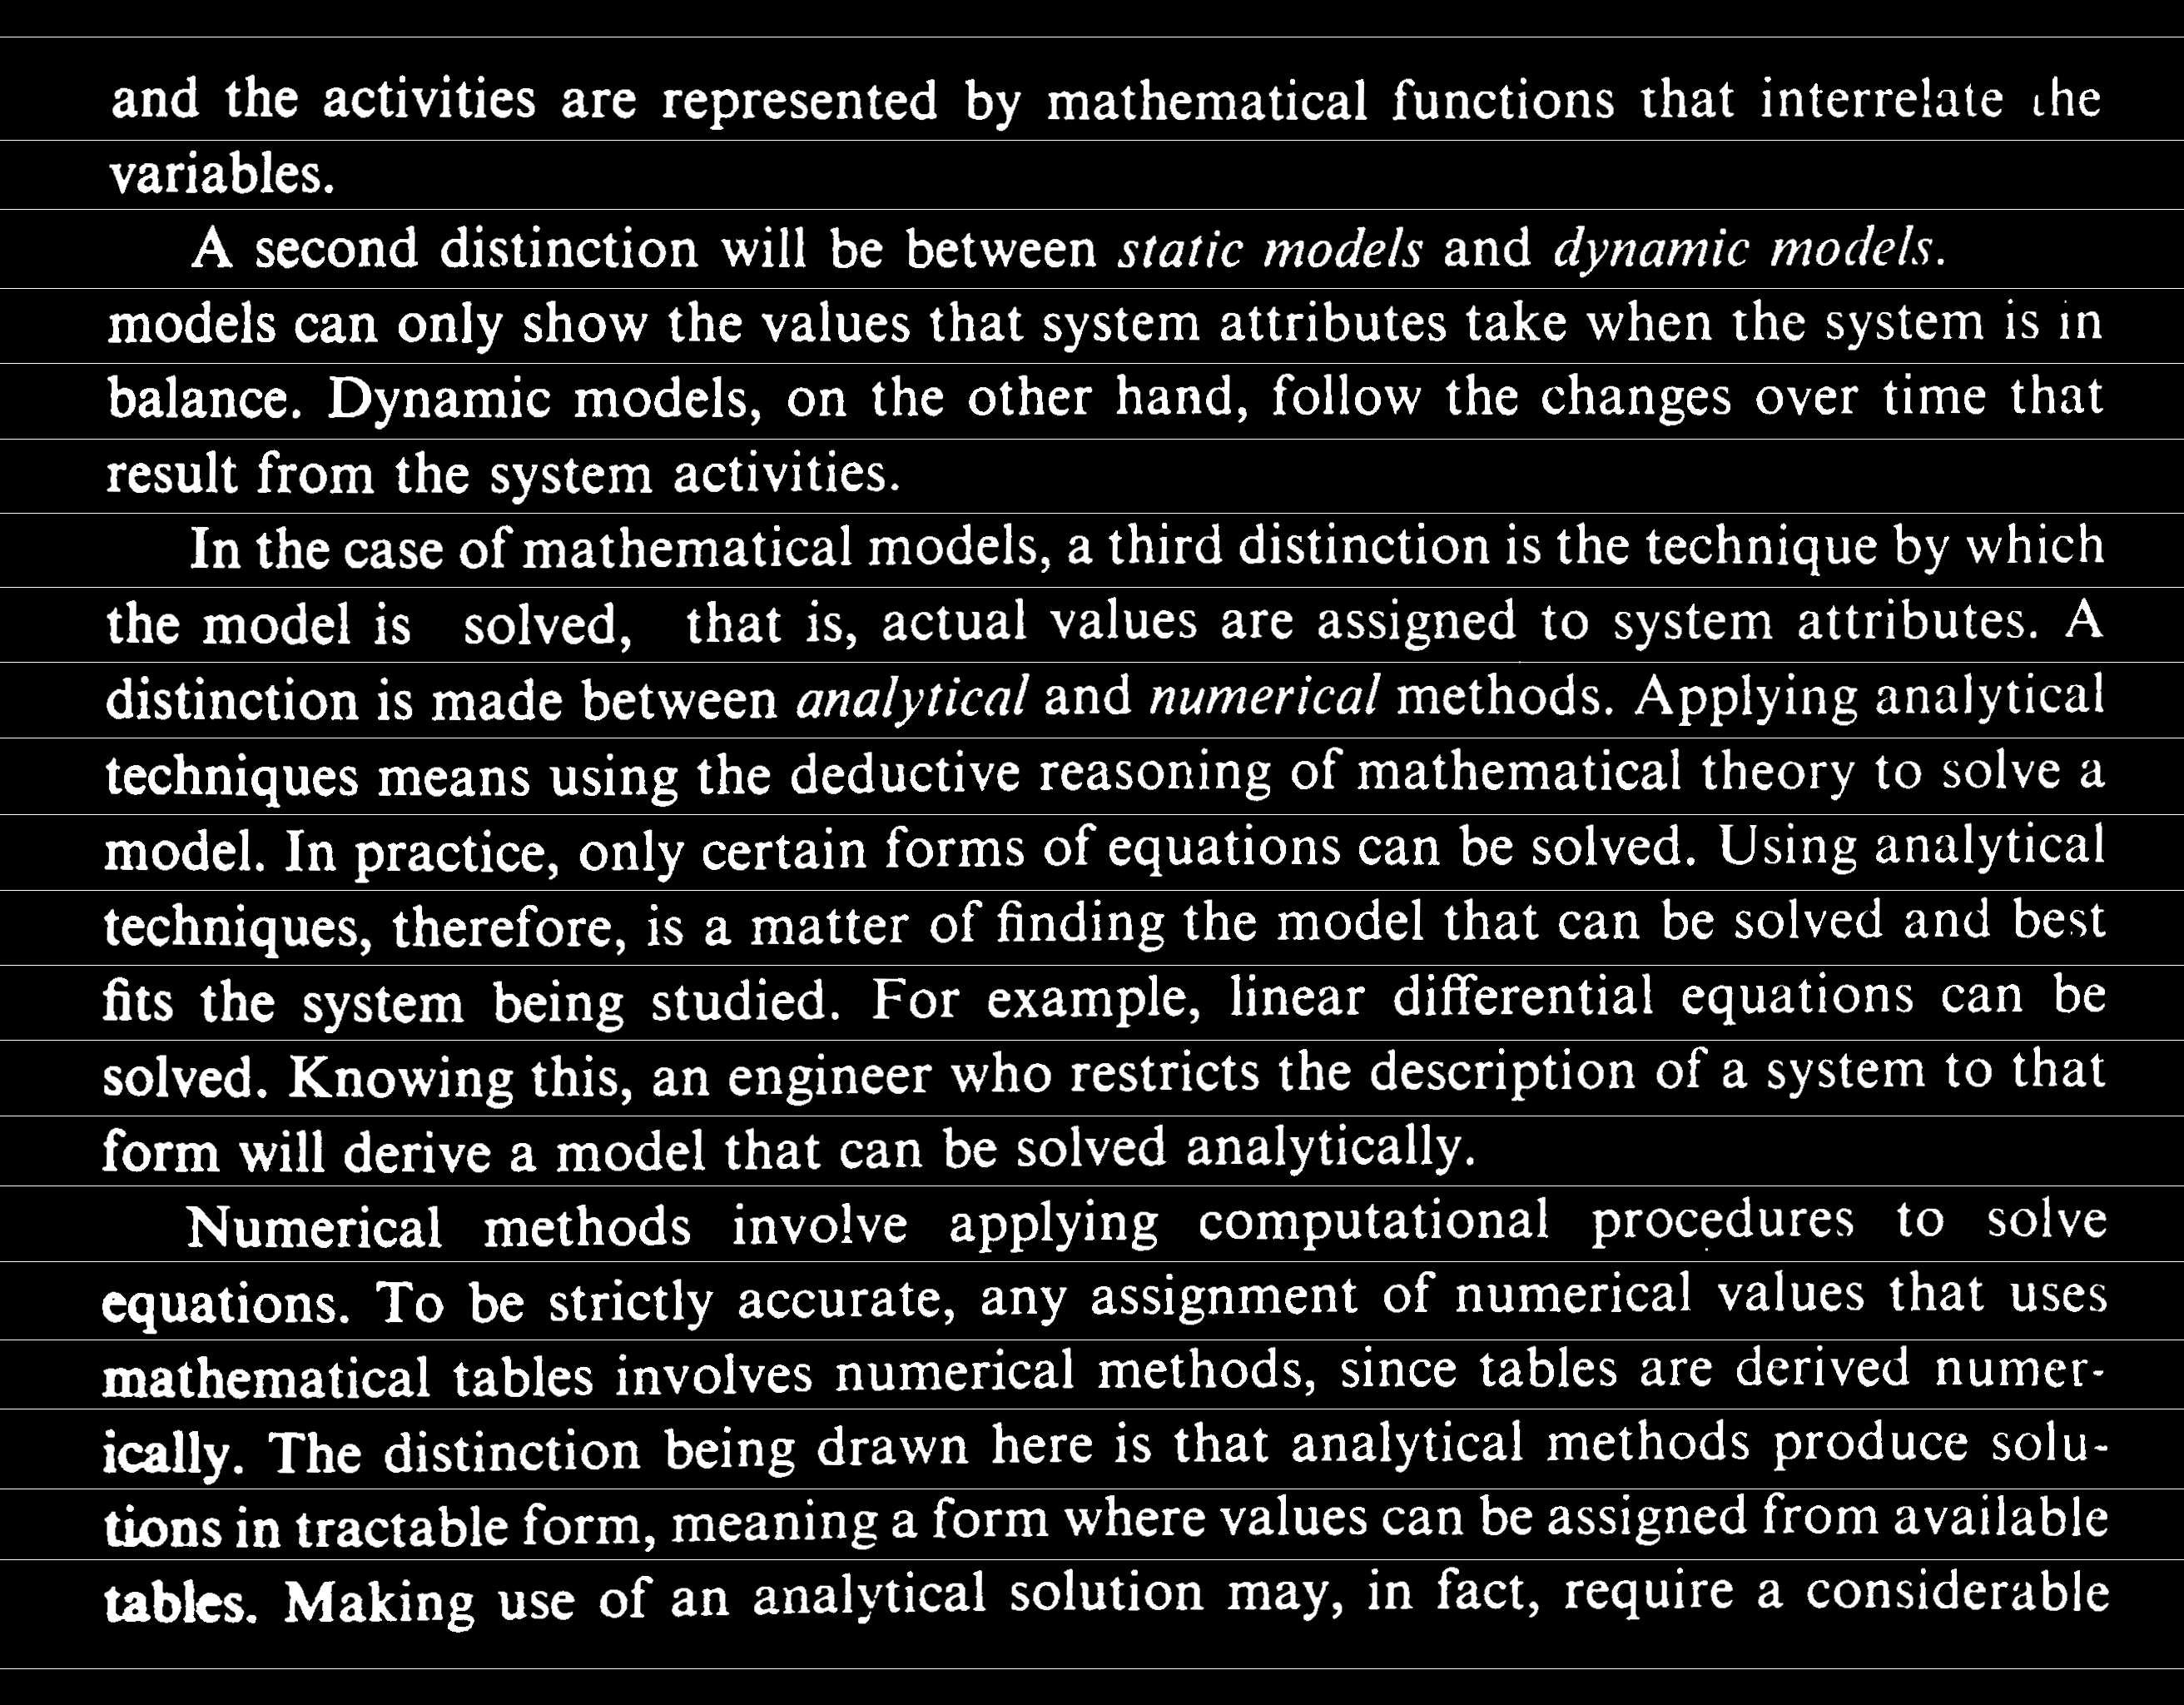 and the activities are represented by mathematical functions that interrelate the
variables.
A second distinction will be between static models and dynamic models.
models can only show the values that system attributes take when the system is in
balance. Dynamic models, on the other hand, follow the changes over time that
result from the system activities.
In the case of mathematical models, a third distinction is the technique by which
the model is solved, that is, actual values are assigned to system attributes. A
distinction is made between analytical and numerical methods. Applying analytical
techniques means using the deductive reasoning of mathematical theory to solve a
model. In practice, only certain forms of equations can be solved. Using analytical
techniques, therefore, is a matter of finding the model that can be solved and best
fits the system being studied. For example, linear differential equations can be
solved. Knowing this, an engineer who restricts the description of a system to that
form will derive a model that can be solved analytically.
Numerical methods involve applying computational procedures to solve
equations. To be strictly accurate, any assignment of numerical values that uses
mathematical tables involves numerical methods, since tables are derived numer-
ically. The distinction being drawn here is that analytical methods produce solu-
tions in tractable form, meaning a form where values can be assigned from available
tables. Making use of an analytical solution may, in fact, require a considerable